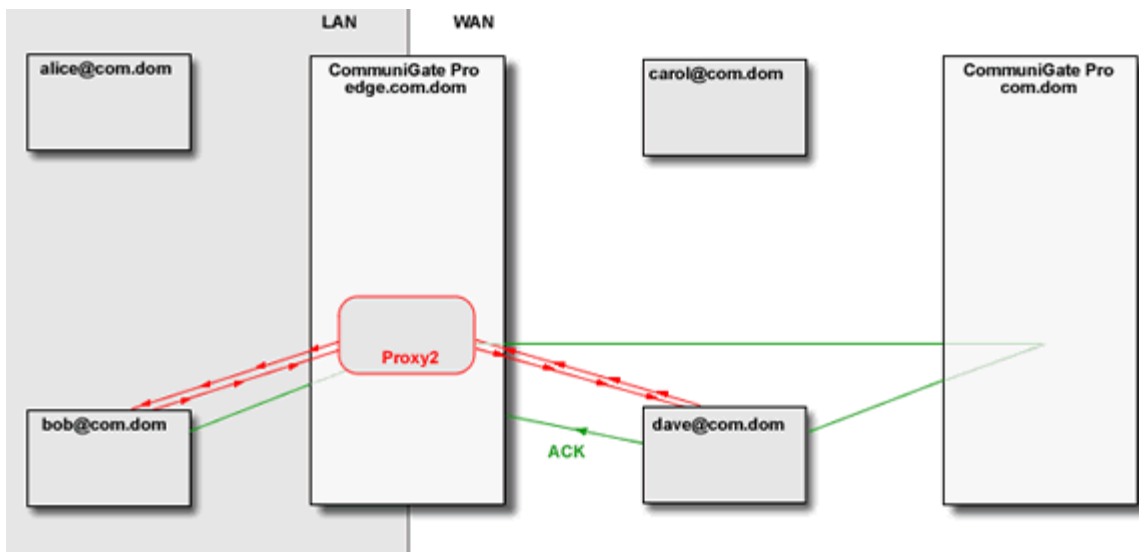 LAN WAN
alice@com.dom
CommuniGate Pro
edge.com.dom
carol@com.dom
CommuniGate Pro
com.dom
Proxy2
bob@com.dom
dave@com.dom
ACK